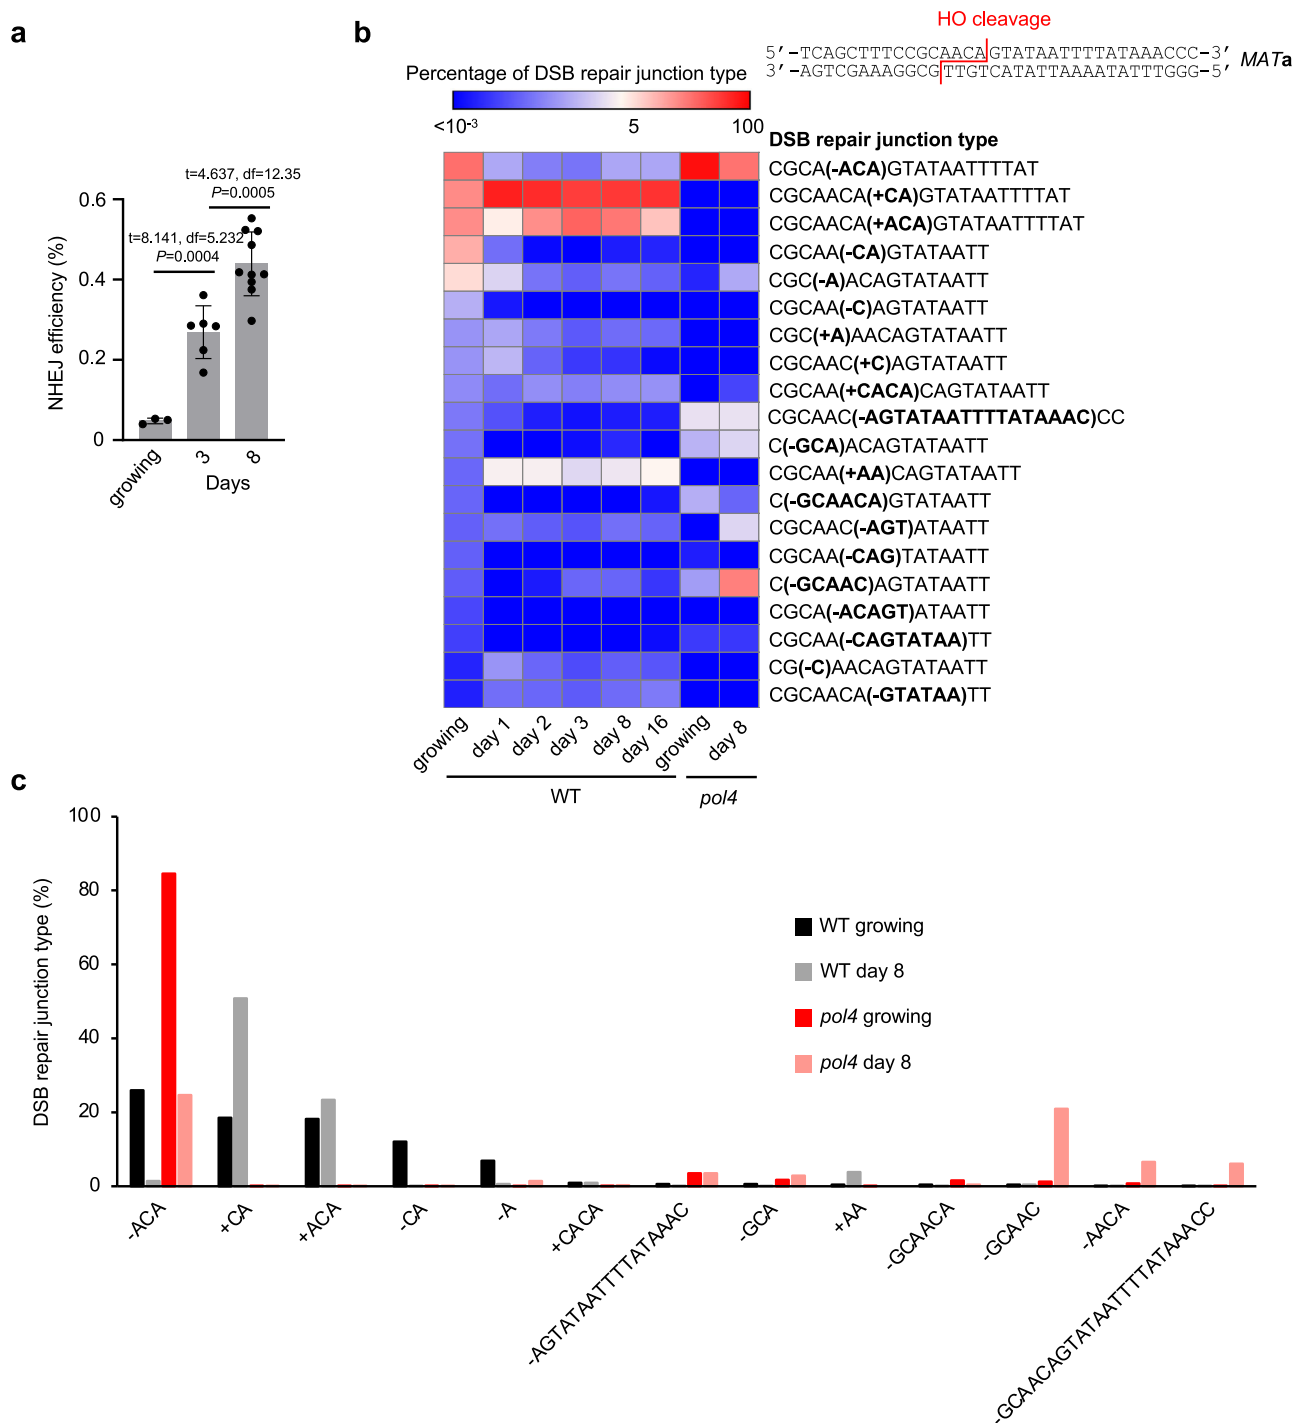 a
t=4.637, df=12.35
P=0.0005
t=8.141, df=5.232
P=0.0004
NHEJ efficiency (%)
0.6
0.4
0.2
0
growing
3
8
Days
b
HO cleavage
5′-TCAGCTTTCCGCAACAGTATAATTTTATAAACCC-3′
3′-AGTCGAAAGGCGTTGTCATATTAAAATATTTGGG-5′
MATa
Percentage of DSB repair junction type
<10-3
5
100
DSB repair junction type
CGCA(-ACA)GTATAATTTTAT
CGCAACA(+CA)GTATAATTTTAT
CGCAACA(+ACA)GTATAATTTTAT
CGCAA(-CA)GTATAATT
CGC(-A)ACAGTATAATT
CGCAA(-C)AGTATAATT
CGC(+A)AACAGTATAATT
CGCAAC(+C)AGTATAATT
CGCAA(+CACA)CAGTATAATT
CGCAAC(-AGTATAATTTTATAAAC)CC
C(-GCA)ACAGTATAATT
CGCAA(+AA)CAGTATAATT
C(-GCAACA)GTATAATT
CGCAAC(-AGT)ATAATT
CGCAA(-CAG)TATAATT
C(-GCAAC)AGTATAATT
CGCA(-ACAGT)ATAATT
CGCAA(-CAGTATAA)TT
CG(-C)AACAGTATAATT
CGCAACA(-GTATAA)TT
growing
day 1
day 2
day 3
day 8
day 16
growing
day 8
WT
pol4
c
DSB repair junction type (%)
100
80
60
40
20
0
WT growing
WT day 8
pol4 growing
pol4 day 8
-ACA
+CA
+ACA
-CA
-A
+CACA
-AGTATAATTTTATAAAC
-GCA
+AA
-GCAACA
-GCAAC
-AACA
-GCAACAGTATAATTTTATAAACC